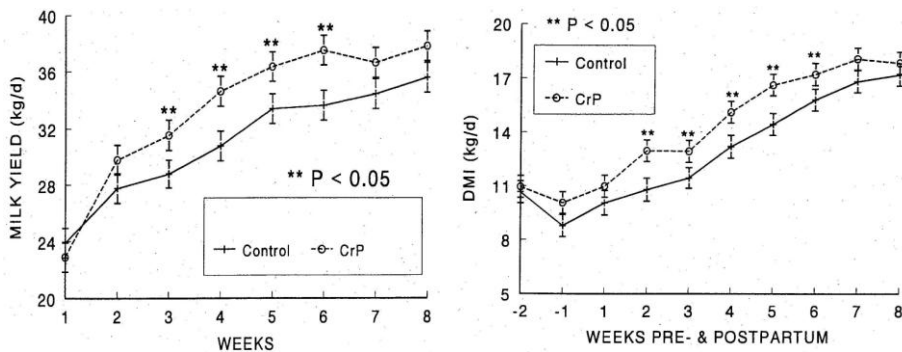 MILK YIELD (kg/d)
40
36
32
28
24
20
**
**
**
**
** P < 0.05
Control
CrP
1 2 3 4 5 6 7 8
WEEKS
DMI (kg/d)
20
17
14
11
8
5
** P < 0.05
Control
CrP
**
**
**
**
**
-2 -1 1 2 3 4 5 6 7 8
WEEKS PRE- & POSTPARTUM